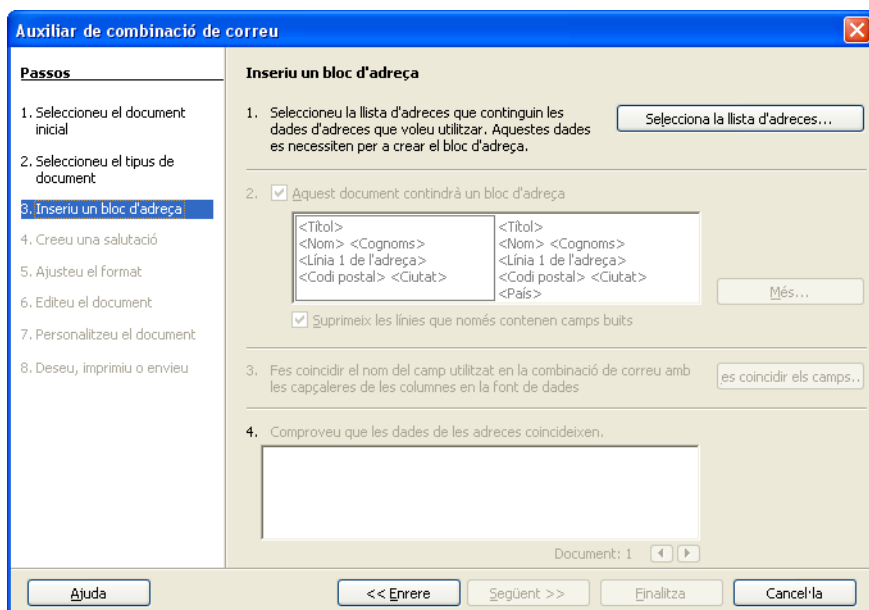 Auxiliar de combinació de correu
Passos
1. Seleccioneu el document
inicial
2. Seleccioneu el tipus de
document
3. Inseriu un bloc d'adreça
4. Creeu una salutació
5. Ajusteu el format
6. Editeu el document
7. Personalitzeu el document
8. Deseu, imprimiu o envieu
Inseriu un bloc d'adreça
1. Seleccioneu la llista d'adreces que continguin les
dades d'adreces que voleu utilitzar. Aquestes dades
es necessiten per a crear el bloc d'adreça.
Selecciona la llista d'adreces...
2. Aquest document contindrà un bloc d'adreça
<Títol>
<Nom> <Cognoms>
<Línia 1 de l'adreça>
<Codi postal> <Ciutat>
<Títol>
<Nom> <Cognoms>
<Línia 1 de l'adreça>
<Codi postal> <Ciutat>
<País>
Més...
Suprimeix les línies que només contenen camps buits
3. Fes coincidir el nom del camp utilitzat en la combinació de correu amb
les capçaleres de les columnes en la font de dades
es coincidir els camps..
4. Comproveu que les dades de les adreces coincideixen.
Document: 1
Ajuda
<< Enrere
Següent >>
Finalitza
Cancel·la